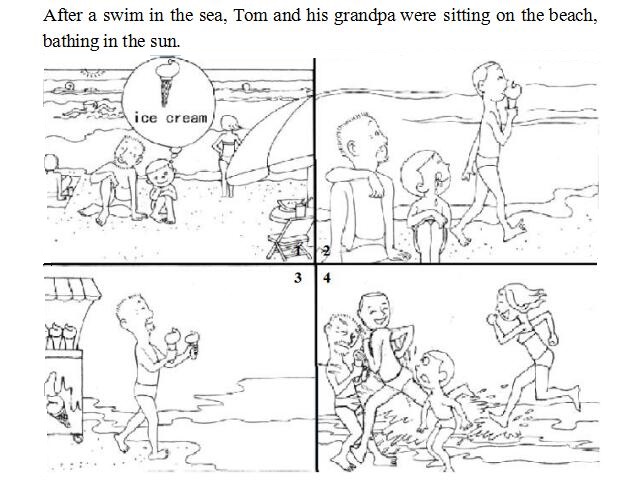 After a swim in the sea, Tom and his grandpa were sitting on the beach,
bathing in the sun.
ice cream
1
2
3
4